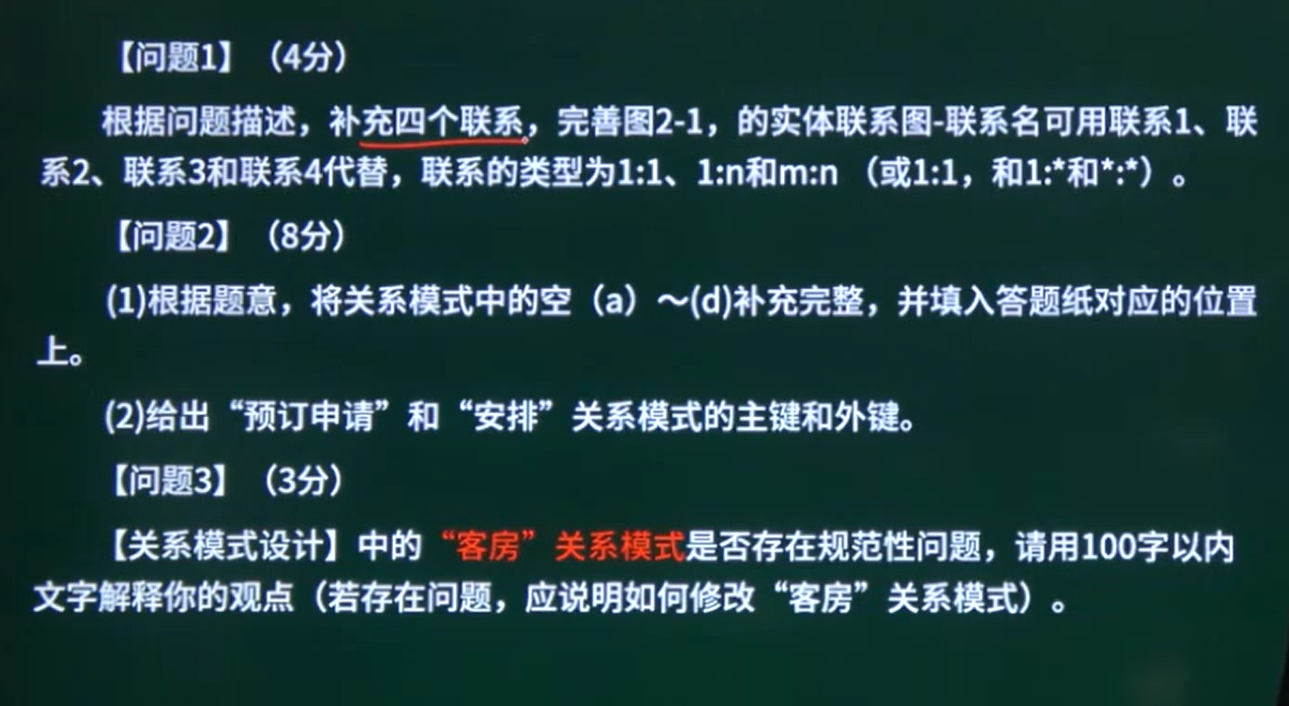 【问题1】（4分）
根据问题描述，补充四个联系，完善图2-1，的实体联系图-联系名可用联系1、联
系2、联系3和联系4代替，联系的类型为1:1、1:n和m:n （或1:1，和1:*和*:*）。
【问题2】（8分）
(1)根据题意，将关系模式中的空（a）～(d)补充完整，并填入答题纸对应的位置
上。
(2)给出“预订申请”和“安排”关系模式的主键和外键。
【问题3】（3分）
【关系模式设计】中的“客房”关系模式是否存在规范性问题，请用100字以内
文字解释你的观点（若存在问题，应说明如何修改“客房”关系模式）。